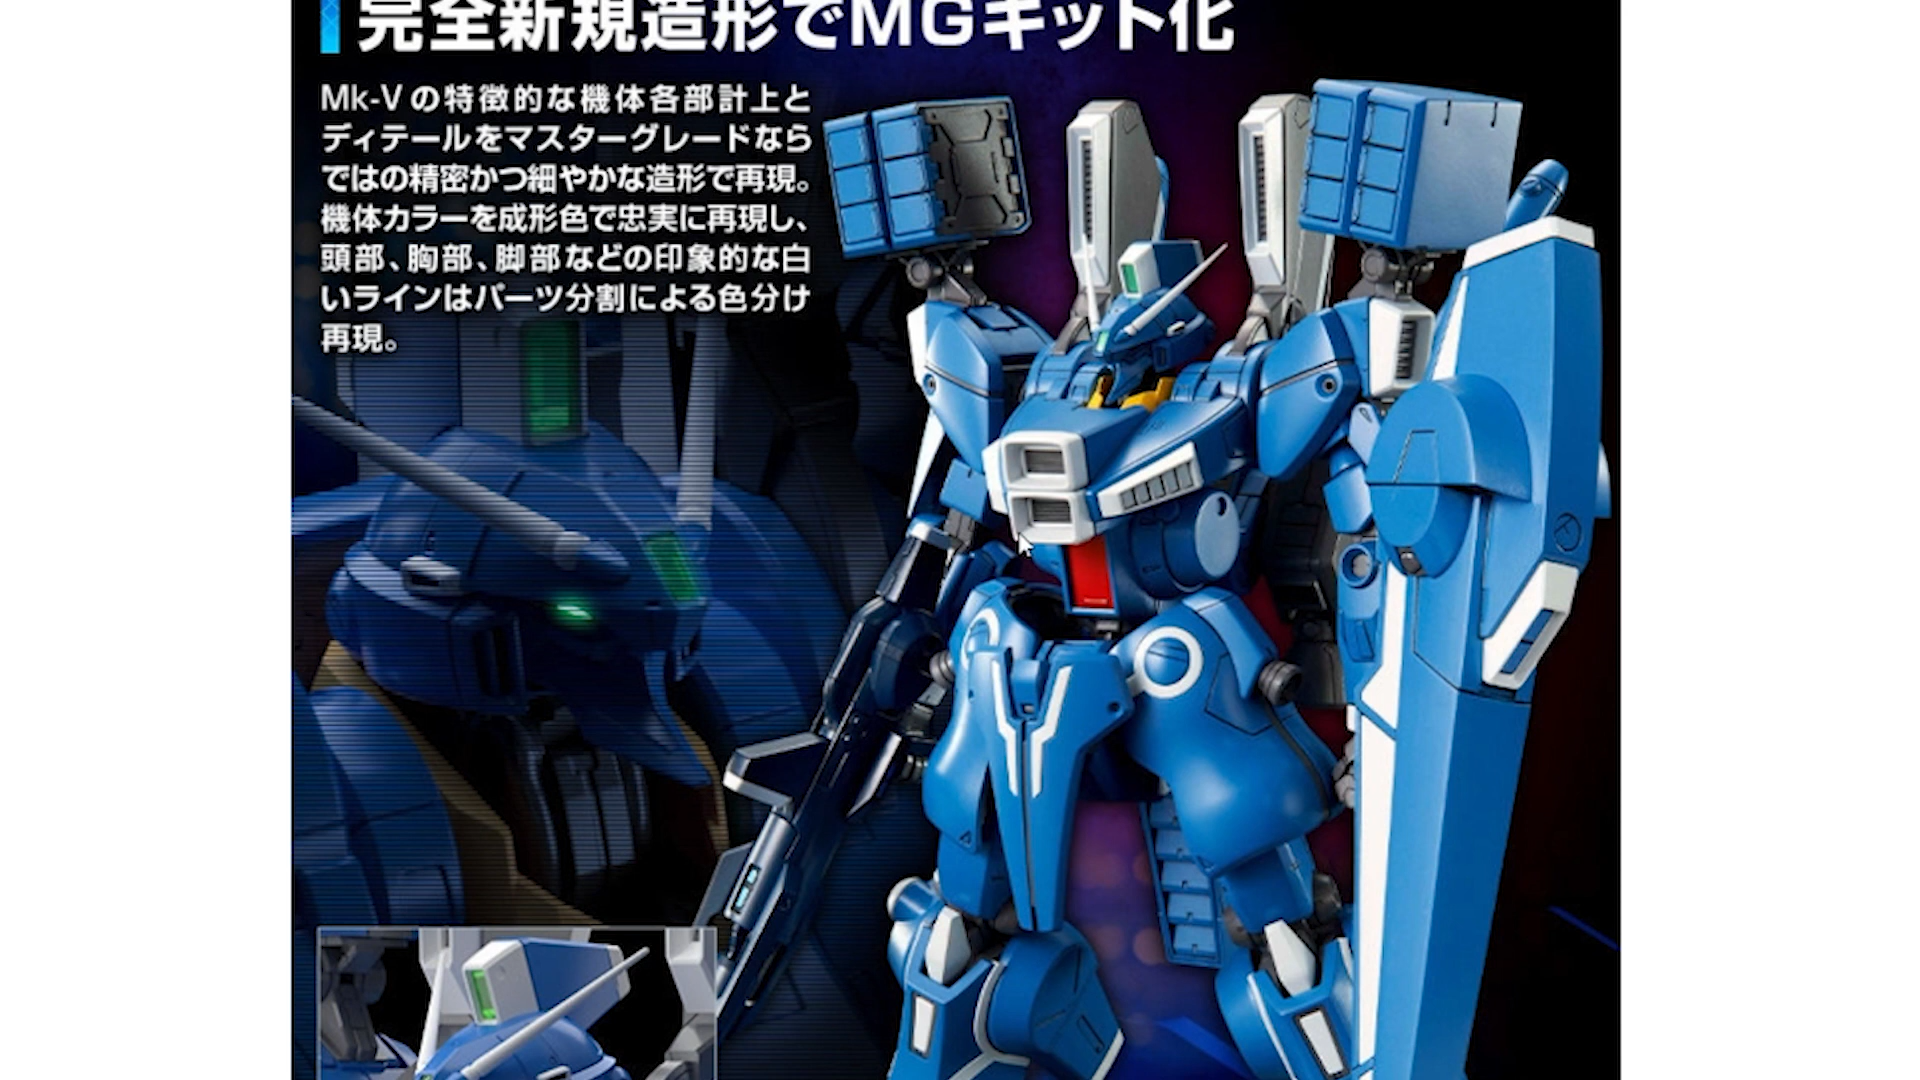 完全新規造形でMGキット化
Mk-Vの特徴的な機体各部計上と
ディテールをマスターグレードなら
ではの精密かつ細やかな造形で再現。
機体カラーを成形色で忠実に再現し、
頭部、胸部、脚部などの印象的な白
いラインはパーツ分割による色分け
再現。